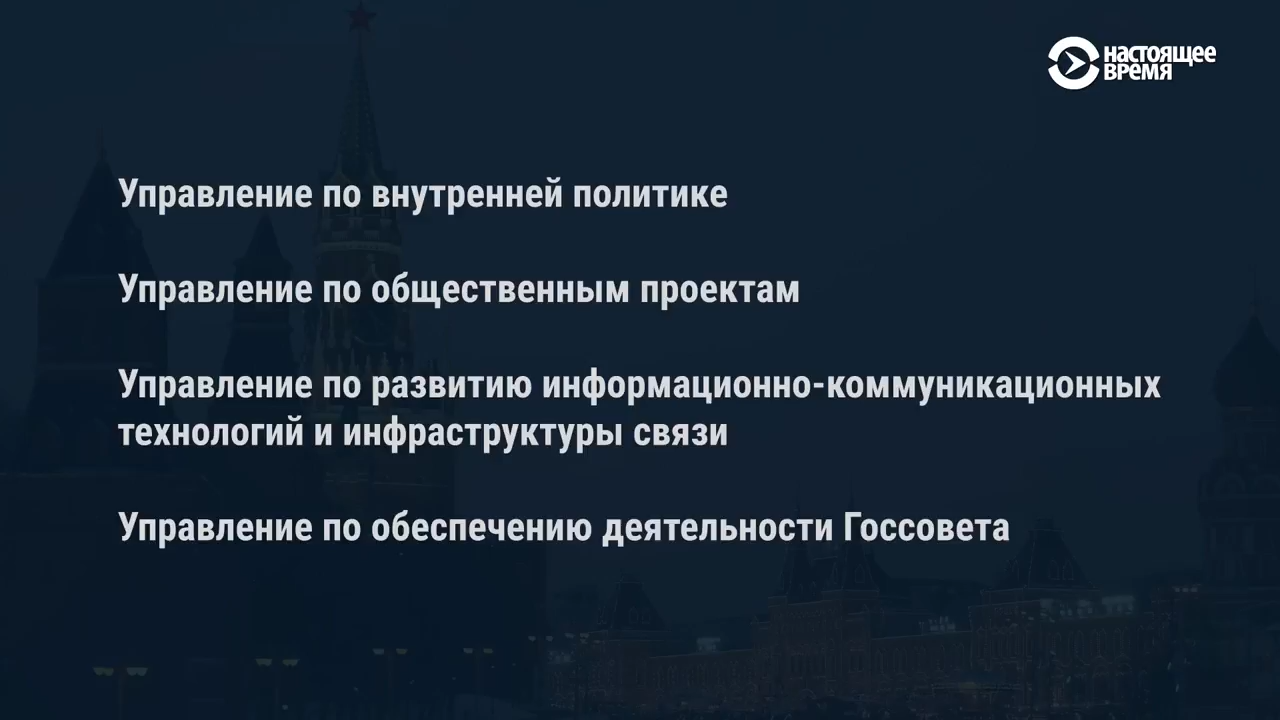 НАСТОЯЩЕЕ
ВРЕМЯ
Управление по внутренней политике
Управление по общественным проектам
Управление по развитию информационно-коммуникационных
технологий и инфраструктуры связи
Управление по обеспечению деятельности Госсовета